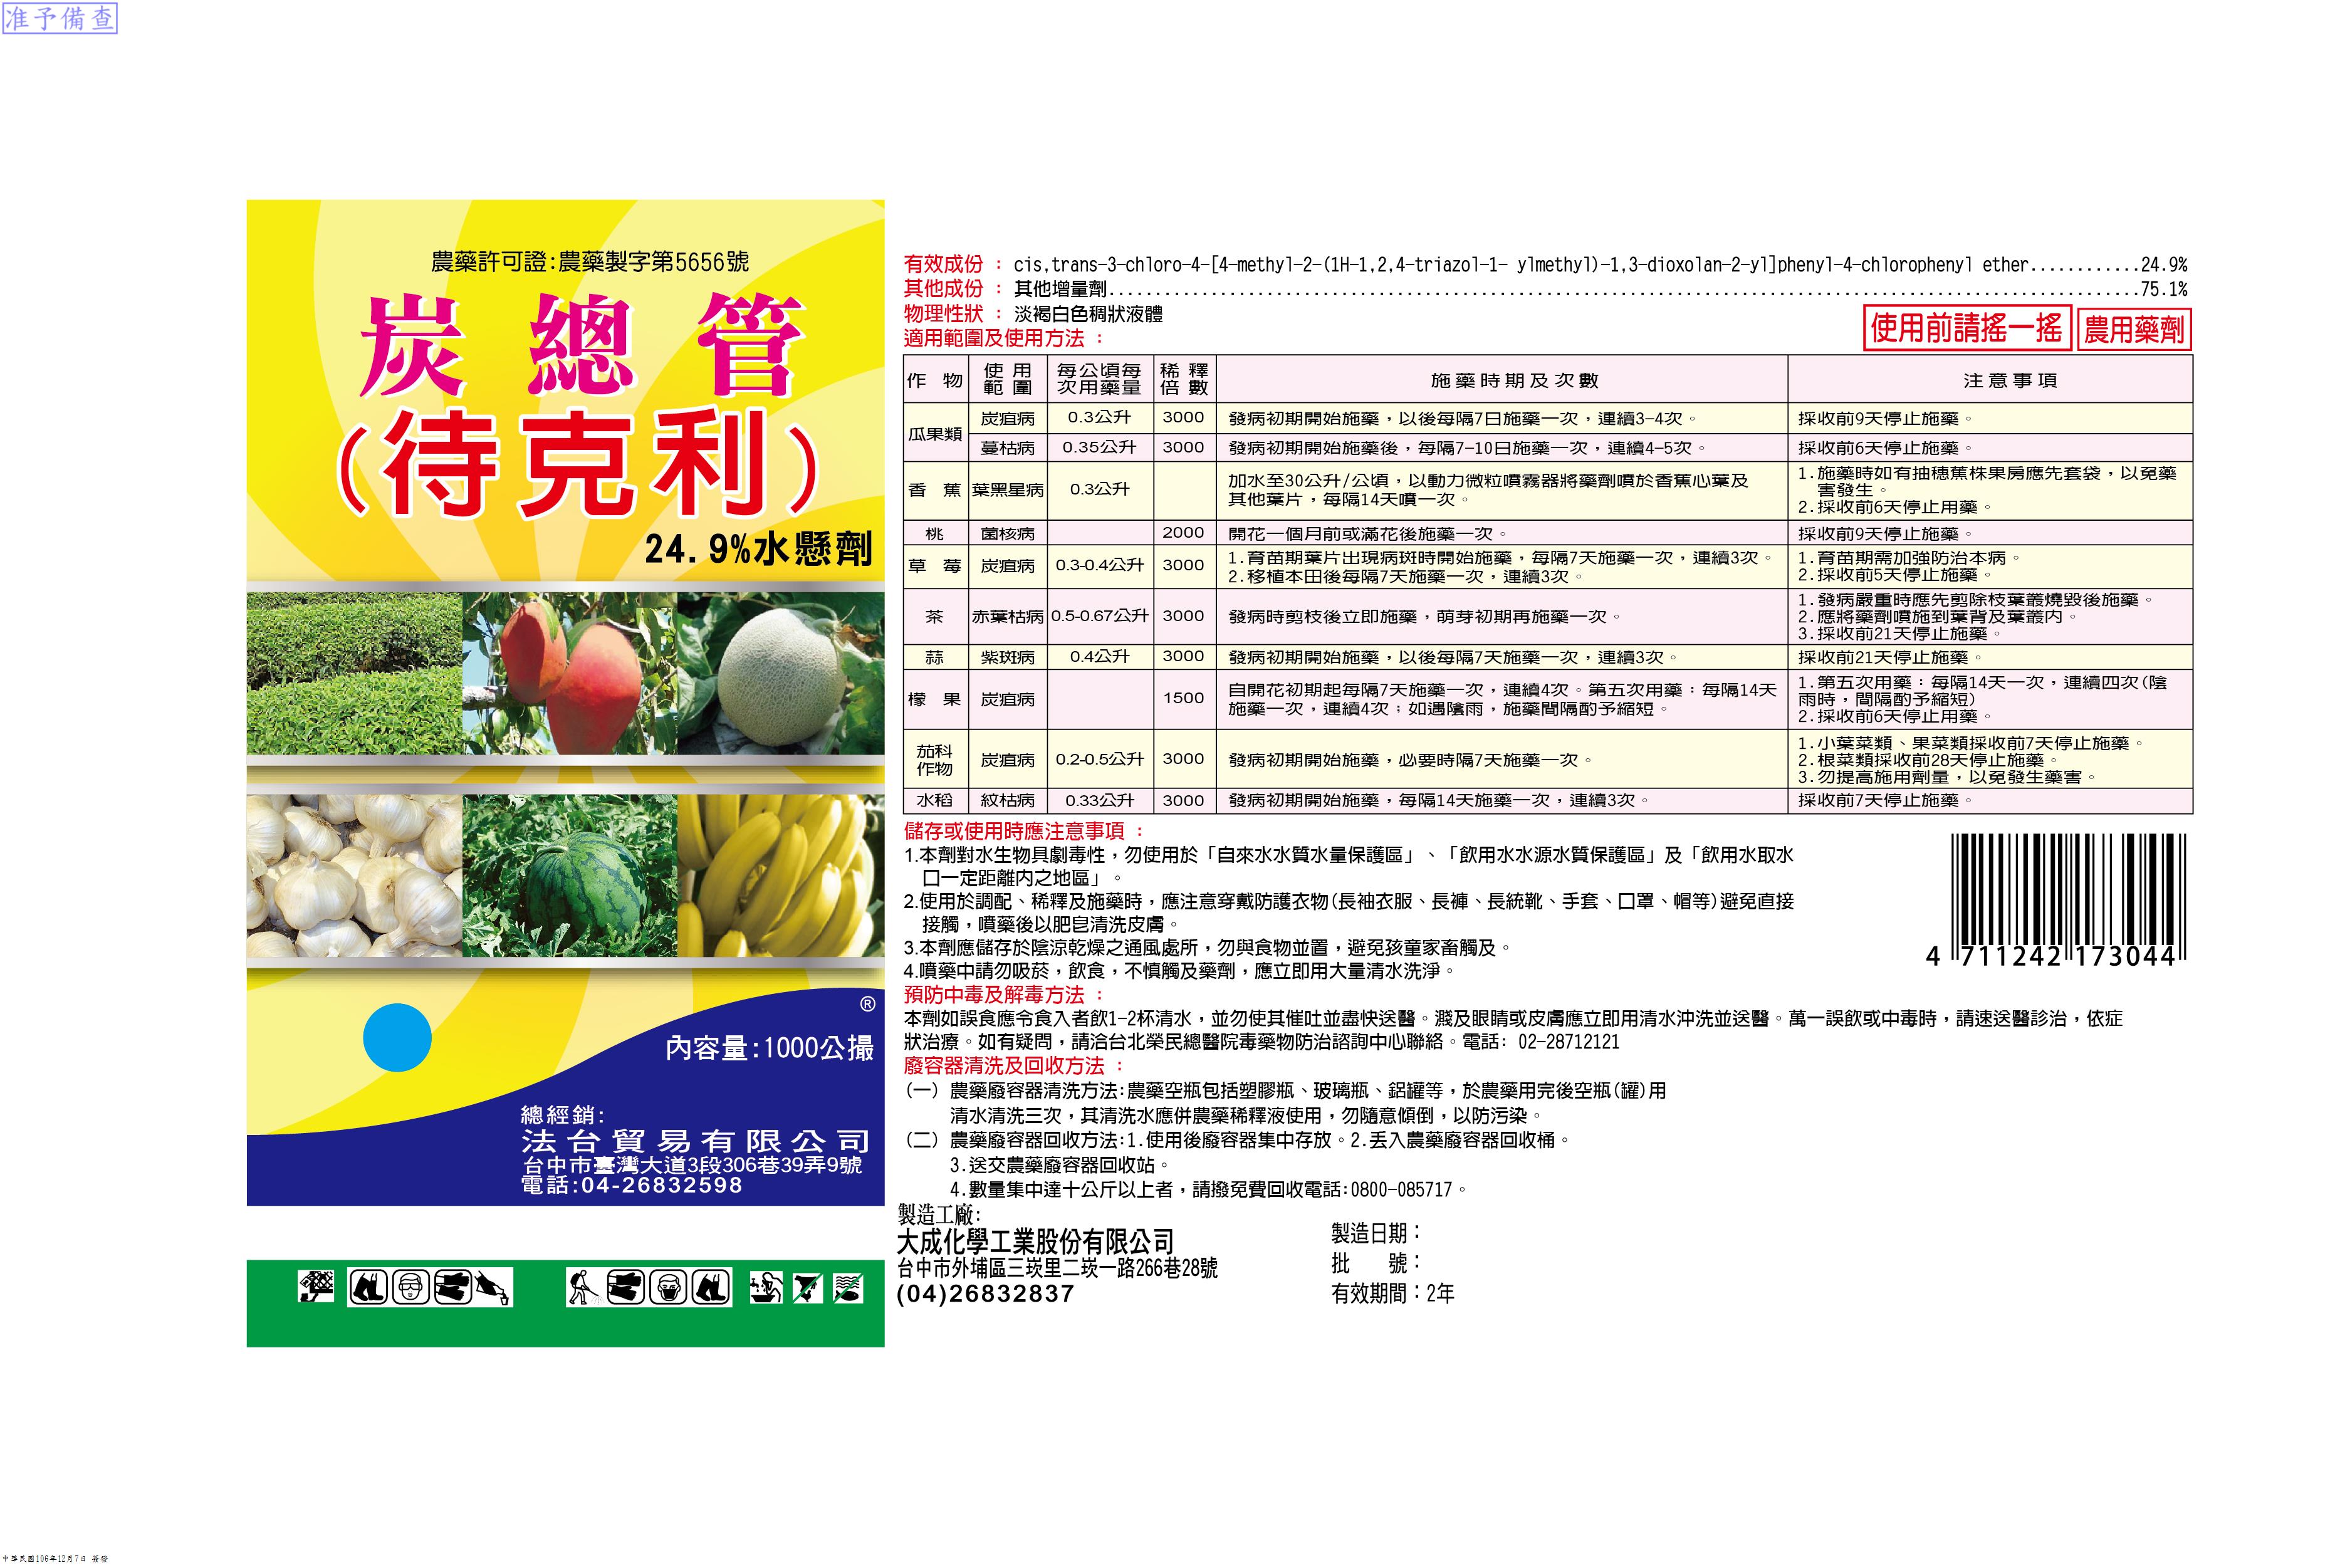 准予備查
農藥許可證:農藥製字第5656號
炭總管
(待克利)
24.9%水懸劑
®
內容量:1000公撮
總經銷:
法台貿易有限公司
台中市臺灣大道3段306巷39弄9號
電話:04-26832598
有效成份 : cis,trans-3-chloro-4-[4-methyl-2-(1H-1,2,4-triazol-1- ylmethyl)-1,3-dioxolan-2-yl]phenyl-4-chlorophenyl ether............24.9%
其他成份 : 其他增量劑............75.1%
物理性狀 : 淡褐白色稠狀液體
使用前請搖一搖 農用藥劑
適用範圍及使用方法 :
作物 使用範圍 每公頃每次用藥量 稀釋倍數 施藥時期及次數 注意事項
瓜果類 炭疽病 0.3公升 3000 發病初期開始施藥,以後每隔7日施藥一次,連續3-4次。 採收前9天停止施藥。
蔓枯病 0.35公升 3000 發病初期開始施藥後,每隔7-10日施藥一次,連續4-5次。 採收前6天停止施藥。
香蕉 葉黑星病 0.3公升 加水至30公升/公頃,以動力微粒噴霧器將藥劑噴於香蕉心葉及
其他葉片,每隔14天噴一次。
1.施藥時如有抽穗蕉株果房應先套袋,以免藥
害發生。
2.採收前6天停止用藥。
桃 菌核病 2000 開花一個月前或滿花後施藥一次。 採收前9天停止施藥。
草莓 炭疽病 0.3-0.4公升 3000 1.育苗期葉片出現病斑時開始施藥,每隔7天施藥一次,連續3次。
2.移植本田後每隔7天施藥一次,連續3次。
1.育苗期需加強防治本病。
2.採收前5天停止施藥。
茶 赤葉枯病 0.5-0.67公升 3000 發病時剪枝後立即施藥,萌芽初期再施藥一次。
1.發病嚴重時應先剪除枝葉叢燒毀後施藥。
2.應將藥劑噴施到葉背及葉叢內。
3.採收前21天停止施藥。
蒜 紫斑病 0.4公升 3000 發病初期開始施藥,以後每隔7天施藥一次,連續3次。 採收前21天停止施藥。
檬果 炭疽病 1500 自開花初期起每隔7天施藥一次,連續4次。第五次用藥:每隔14天
施藥一次,連續4次;如遇陰雨,施藥間隔酌予縮短。
1.第五次用藥:每隔14天一次,連續四次(陰
雨時,間隔酌予縮短)
2.採收前6天停止用藥。
茄科作物 炭疽病 0.2-0.5公升 3000 發病初期開始施藥,必要時隔7天施藥一次。
1.小葉菜類、果菜類採收前7天停止施藥。
2.根菜類採收前28天停止施藥。
3.勿提高施用劑量,以免發生藥害。
水稻 紋枯病 0.33公升 3000 發病初期開始施藥,每隔14天施藥一次,連續3次。 採收前7天停止施藥。
儲存或使用時應注意事項 :
1.本劑對水生物具劇毒性,勿使用於「自來水水質水量保護區」、「飲用水水源水質保護區」及「飲用水取水
口一定距離內之地區」。
2.使用於調配、稀釋及施藥時,應注意穿戴防護衣物(長袖衣服、長褲、長統靴、手套、口罩、帽等)避免直接
接觸,噴藥後以肥皂清洗皮膚。
3.本劑應儲存於陰涼乾燥之通風處所,勿與食物並置,避免孩童家畜觸及。
4.噴藥中請勿吸菸,飲食,不慎觸及藥劑,應立即用大量清水洗淨。
4 711242 173044
預防中毒及解毒方法 :
本劑如誤食應令食入者飲1-2杯清水,並勿使其催吐並盡快送醫。濺及眼睛或皮膚應立即用清水沖洗並送醫。萬一誤飲或中毒時,請速送醫診治,依症
狀治療。如有疑問,請洽台北榮民總醫院毒藥物防治諮詢中心聯絡。電話: 02-28712121
廢容器清洗及回收方法 :
(一) 農藥廢容器清洗方法:農藥空瓶包括塑膠瓶、玻璃瓶、鋁罐等,於農藥用完後空瓶(罐)用
清水清洗三次,其清洗水應併農藥稀釋液使用,勿隨意傾倒,以防污染。
(二) 農藥廢容器回收方法:1.使用後廢容器集中存放。2.丟入農藥廢容器回收桶。
3.送交農藥廢容器回收站。
4.數量集中達十公斤以上者,請撥免費回收電話:0800-085717。
製造工廠:
大成化學工業股份有限公司
台中市外埔區三崁里二崁一路266巷28號
(04)26832837
製造日期:
批 號:
有效期間:2年
中華民國106年12月7日 簽發